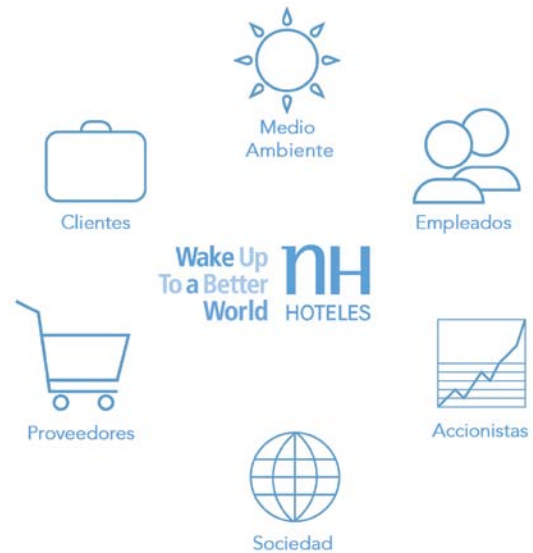 Medio
Ambiente
Clientes
Empleados
Wake Up
To a Better
World
nH
HOTELES
Proveedores
Accionistas
Sociedad